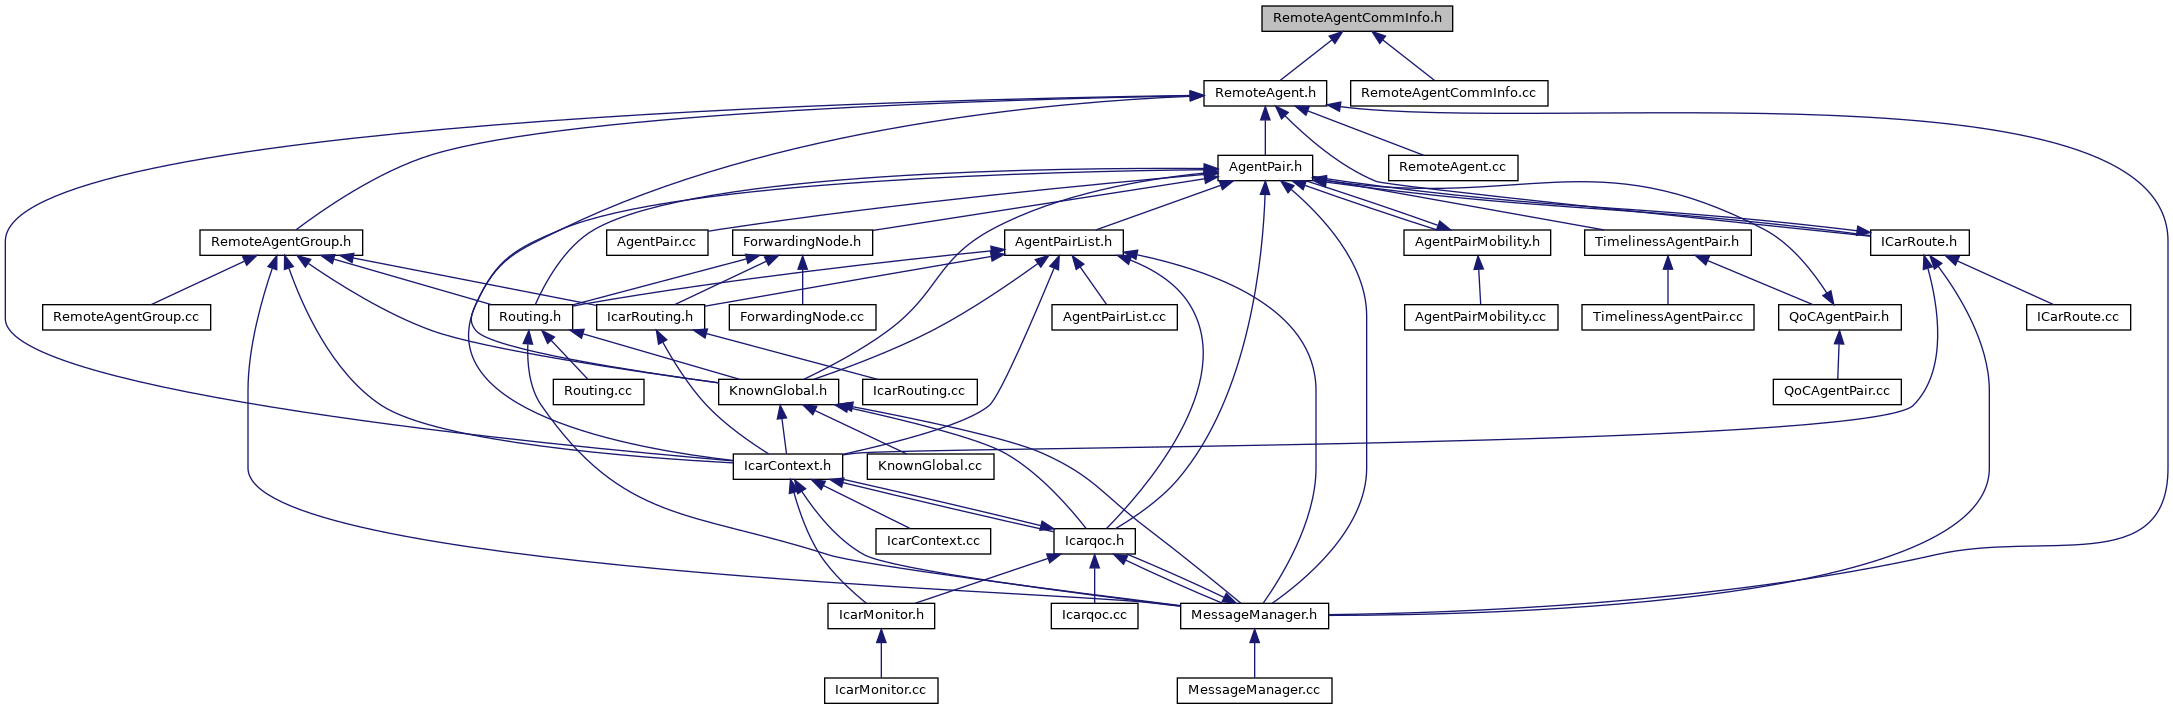 RemoteAgentCommInfo.h
RemoteAgent.h
RemoteAgentCommInfo.cc
AgentPair.h
RemoteAgent.cc
RemoteAgentGroup.h
AgentPair.cc
ForwardingNode.h
AgentPairList.h
AgentPairMobility.h
TimelinessAgentPair.h
ICarRoute.h
RemoteAgentGroup.cc
Routing.h
IcarRouting.h
ForwardingNode.cc
AgentPairList.cc
AgentPairMobility.cc
TimelinessAgentPair.cc
QoCAgentPair.h
ICarRoute.cc
Routing.cc
KnownGlobal.h
IcarRouting.cc
QoCAgentPair.cc
IcarContext.h
KnownGlobal.cc
IcarContext.cc
Icarqoc.h
IcarMonitor.h
Icarqoc.cc
MessageManager.h
IcarMonitor.cc
MessageManager.cc